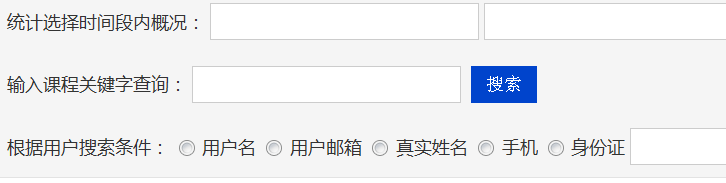 统计选择时间段内概况：
输入课程关键字查询： 搜索
根据用户搜索条件： 用户名 用户邮箱 真实姓名 手机 身份证